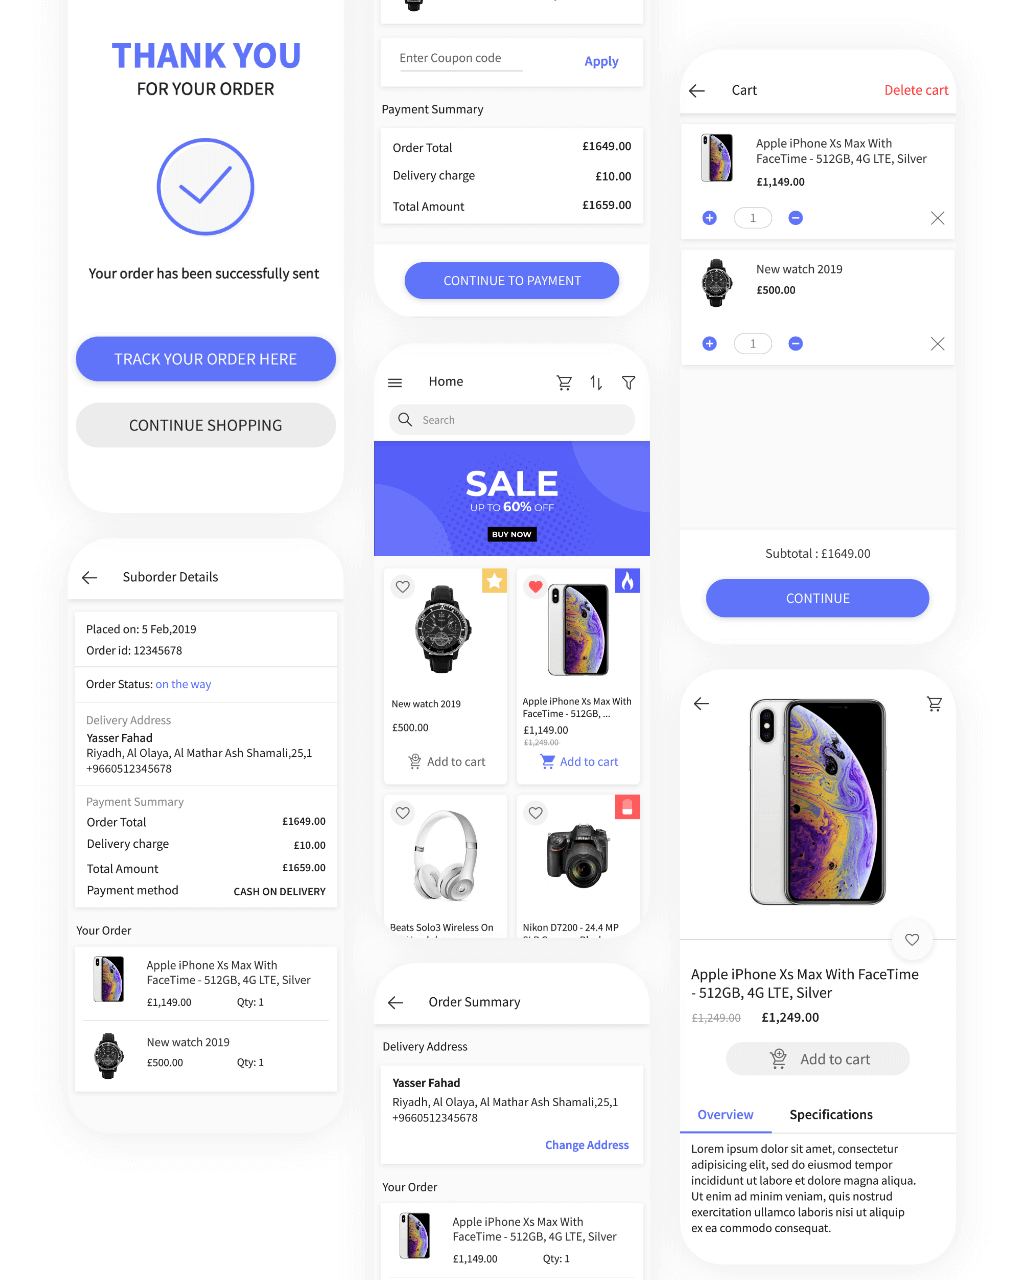 THANK YOU
FOR YOUR ORDER
Your order has been successfully sent
TRACK YOUR ORDER HERE
CONTINUE SHOPPING
Suborder Details
Placed on: 5 Feb,2019
Order id: 12345678
Order Status: on the way
Delivery Address
Yasser Fahad
Riyadh, Al Olaya, Al Mathar Ash Shamali,25,1
+9660512345678
Payment Summary
Order Total £1649.00
Delivery charge £10.00
Total Amount £1659.00
Payment method CASH ON DELIVERY
Your Order
Apple iPhone Xs Max With
FaceTime - 512GB, 4G LTE, Silver
£1,149.00 Qty: 1
New watch 2019
£500.00 Qty: 1
Enter Coupon code Apply
Payment Summary
Order Total £1649.00
Delivery charge £10.00
Total Amount £1659.00
CONTINUE TO PAYMENT
Home
Search
SALE
UP TO 60% OFF
BUY NOW
New watch 2019
£500.00
Add to cart
Apple iPhone Xs Max With
FaceTime - 512GB, ...
£1,149.00
£1,249.00
Add to cart
Beats Solo3 Wireless On
Nikon D7200 - 24.4 MP
Order Summary
Delivery Address
Yasser Fahad
Riyadh, Al Olaya, Al Mathar Ash Shamali,25,1
+9660512345678
Change Address
Your Order
Apple iPhone Xs Max With
FaceTime - 512GB, 4G LTE, Silver
£1,149.00 Qty: 1
Cart Delete cart
Apple iPhone Xs Max With
FaceTime - 512GB, 4G LTE, Silver
£1,149.00
1
New watch 2019
£500.00
1
Subtotal : £1649.00
CONTINUE
Apple iPhone Xs Max With FaceTime
- 512GB, 4G LTE, Silver
£1,249.00 £1,249.00
Add to cart
Overview Specifications
Lorem ipsum dolor sit amet, consectetur
adipisicing elit, sed do eiusmod tempor
incididunt ut labore et dolore magna aliqua.
Ut enim ad minim veniam, quis nostrud
exercitation ullamco laboris nisi ut aliquip
ex ea commodo consequat.